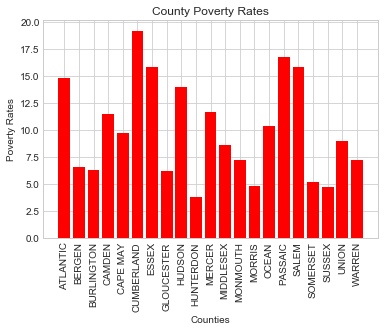 County Poverty Rates
20.0
17.5
15.0
12.5
10.0
7.5
5.0
2.5
0.0
Poverty Rates
ATLANTIC
BERGEN
BURLINGTON
CAMDEN
CAPE MAY
CUMBERLAND
ESSEX
GLOUCESTER
HUDSON
HUNTERDON
MERCER
MIDDLESEX
MONMOUTH
MORRIS
OCEAN
PASSAIC
SALEM
SOMERSET
SUSSEX
UNION
WARREN
Counties